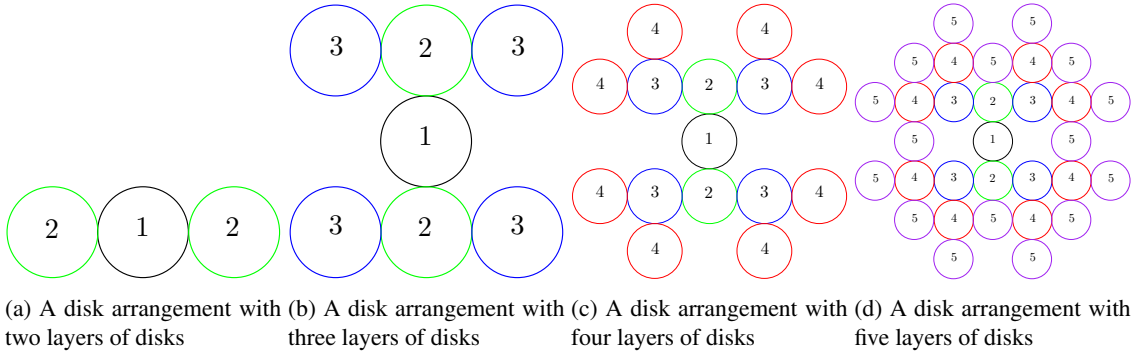 2 1 2
(a) A disk arrangement with
two layers of disks
3 2 3
1
3 2 3
(b) A disk arrangement with
three layers of disks
4 4
4 3 2 3 4
1
4 3 2 3 4
4 4
(c) A disk arrangement with
four layers of disks
5 5
5 4 5 4 5
5 4 3 2 3 4 5
5 1 5
5 4 3 2 3 4 5
5 4 5 4 5
5 5
(d) A disk arrangement with
five layers of disks